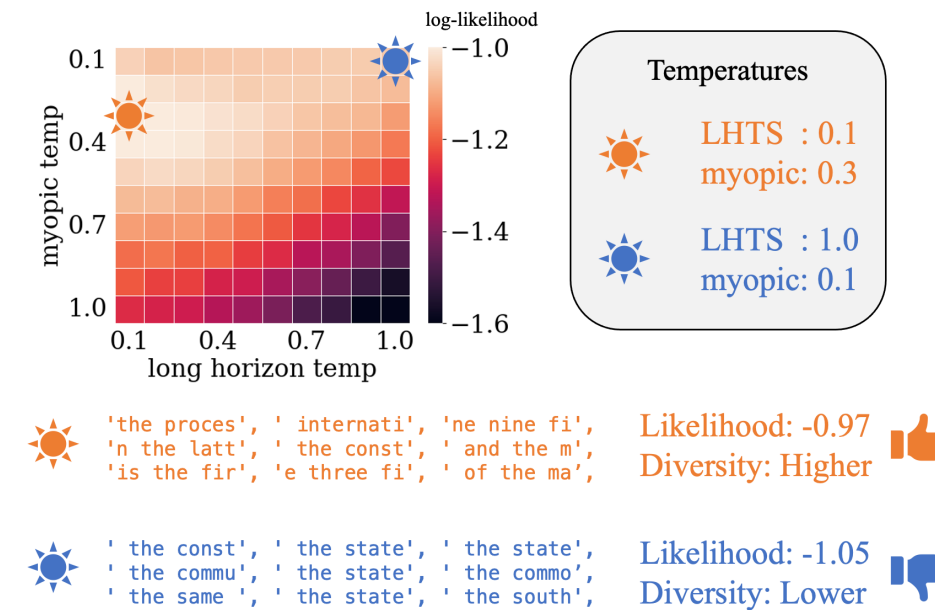 log-likelihood
0.1
0.4
0.7
1.0
myopic temp
0.1 0.4 0.7 1.0
long horizon temp
−1.0
−1.2
−1.4
−1.6
Temperatures
LHTS : 0.1
myopic: 0.3
LHTS : 1.0
myopic: 0.1
'the proces', ' internati', 'ne nine fi',
'n the latt', ' the const', ' and the m',
'is the fir', 'e three fi', ' of the ma’,
Likelihood: -0.97
Diversity: Higher
' the const', ' the state', ' the state',
' the commu', ' the state', ' the commo’,
' the same ', ' the state', ' the south',
Likelihood: -1.05
Diversity: Lower